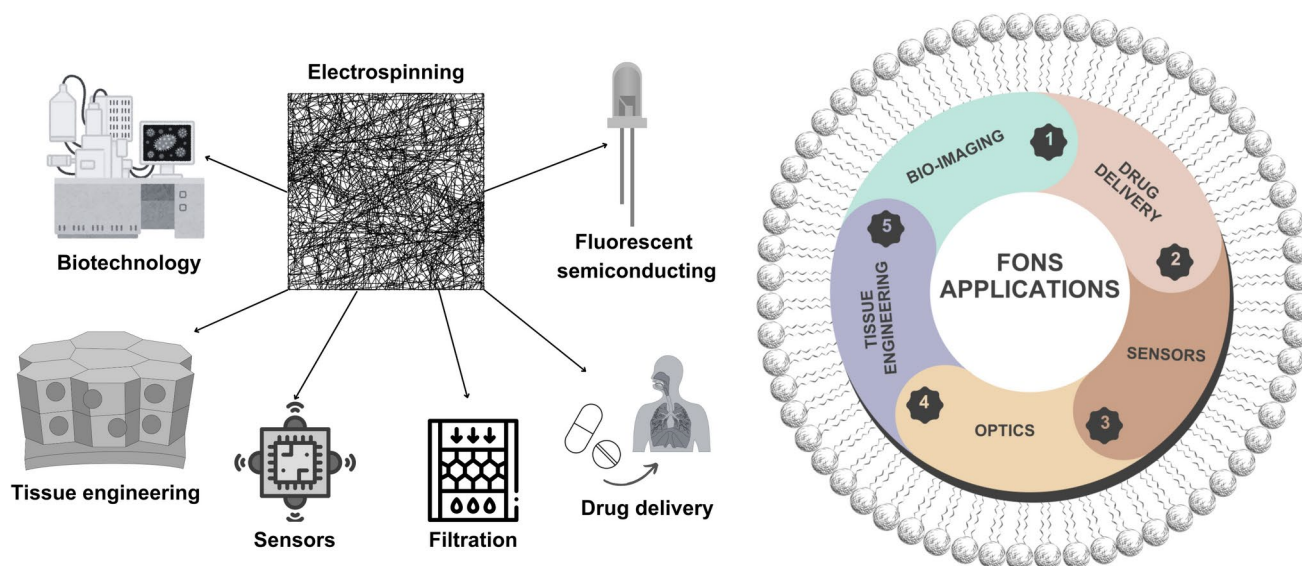 Electrospinning
Biotechnology
Fluorescent
semiconducting
Tissue engineering
Sensors
Filtration
Drug delivery
FONS
APPLICATIONS
BIO-IMAGING
1
DRUG
DELIVERY
2
SENSORS
3
OPTICS
4
TISSUE
ENGINEERING
5